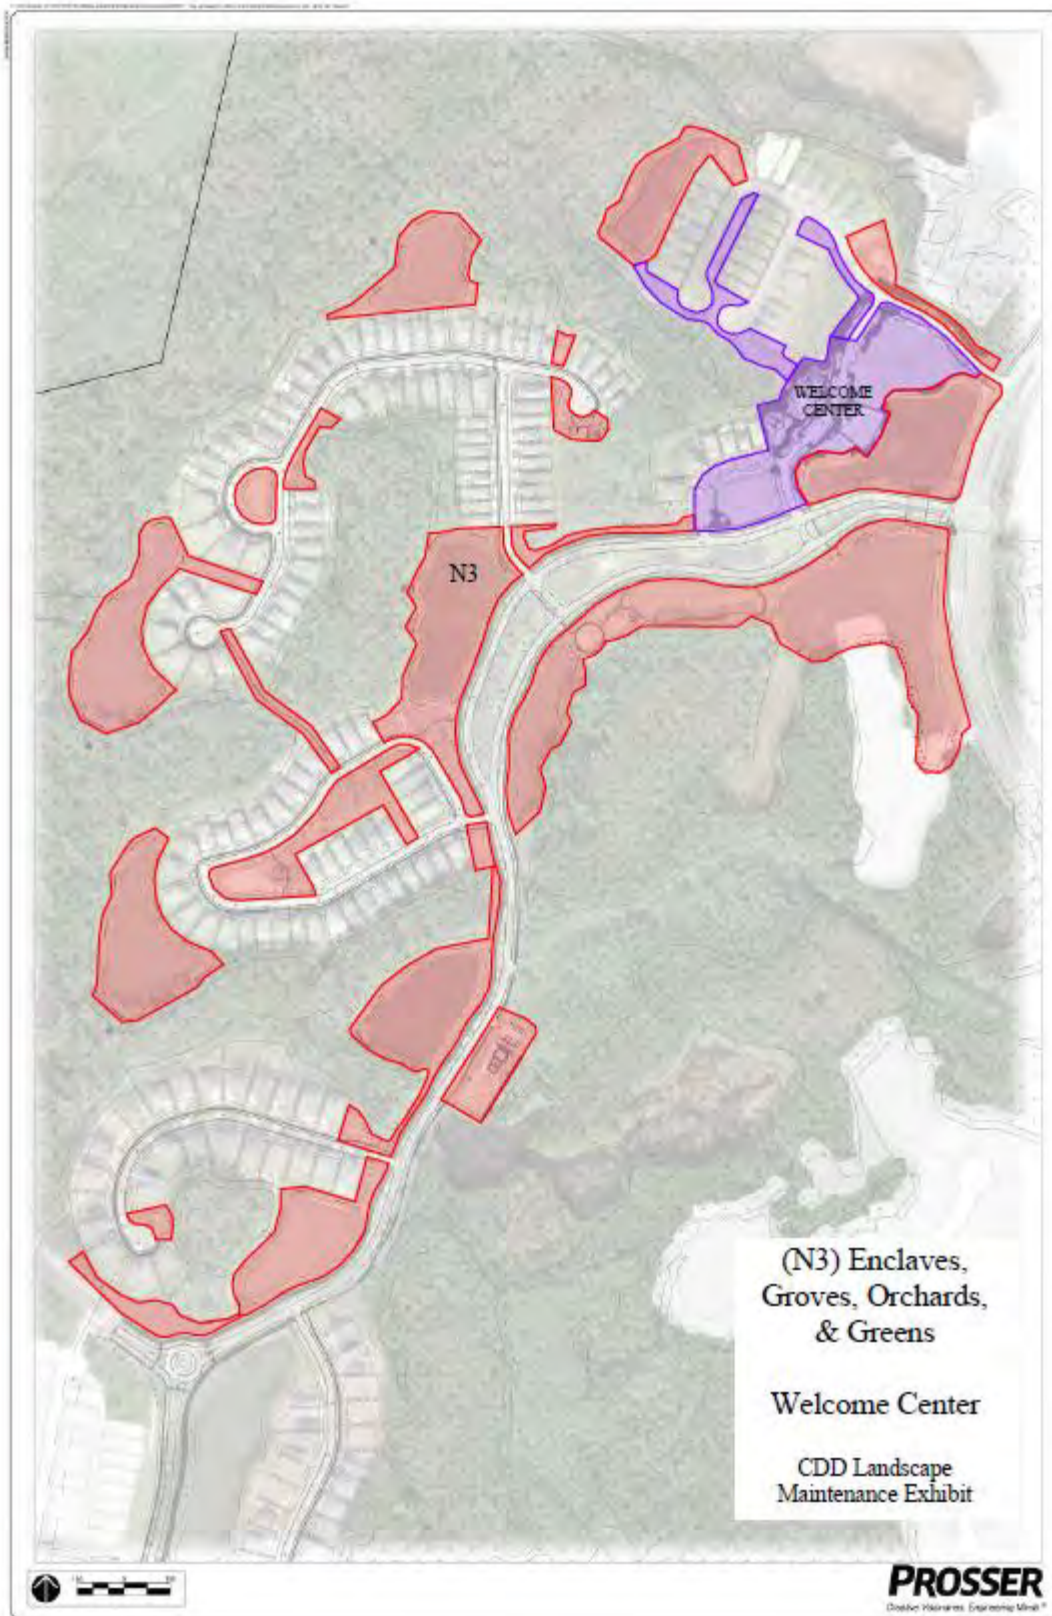 WELCOME
CENTER
N3
(N3) Enclaves,
Groves, Orchards,
& Greens
Welcome Center
CDD Landscape
Maintenance Exhibit
PROSSER